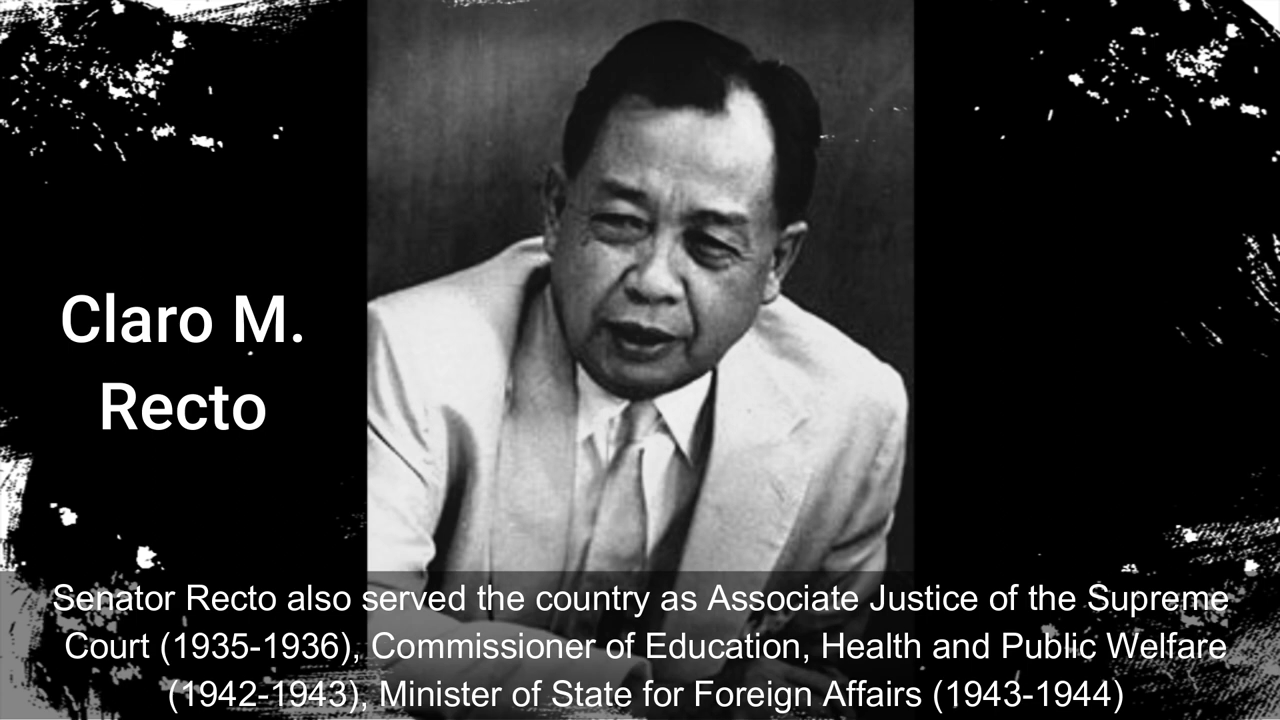 Claro M.
Recto
Senator Recto also served the country as Associate Justice of the Supreme
Court (1935-1936), Commissioner of Education, Health and Public Welfare
(1942-1943), Minister of State for Foreign Affairs (1943-1944)